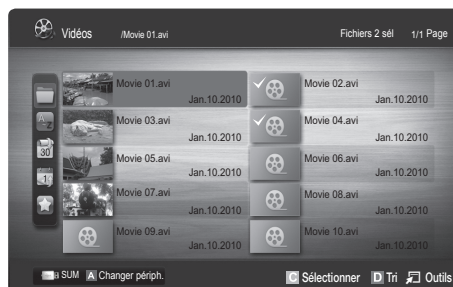 Vidéos /Movie 01.avi Fichiers 2 sél 1/1 Page
Movie 01.avi Movie 02.avi
Jan.10.2010 Jan.10.2010
Movie 03.avi Movie 04.avi
Jan.10.2010 Jan.10.2010
Movie 05.avi Movie 06.avi
Jan.10.2010 Jan.10.2010
Movie 07.avi Movie 08.avi
Jan.10.2010 Jan.10.2010
Movie 09.avi Movie 10.avi
Jan.10.2010 Jan.10.2010
SUM A Changer périph. C Sélectionner D Tri Outils